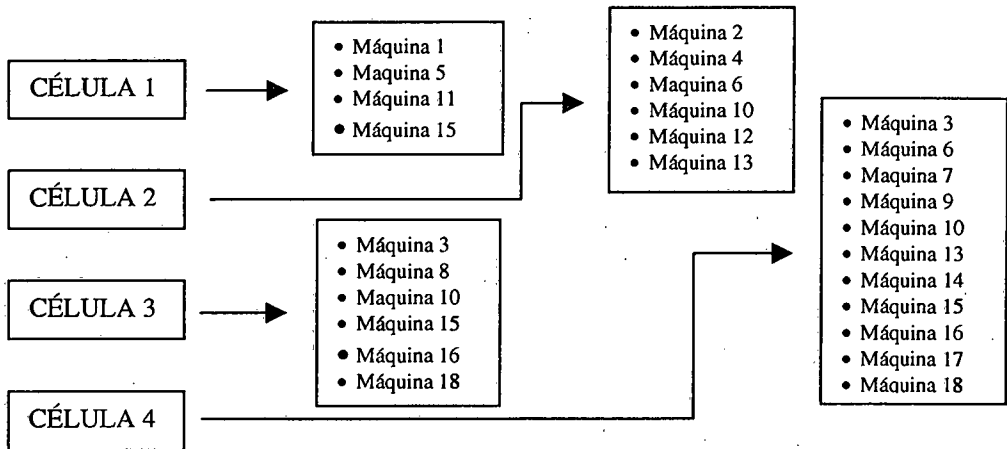 CÉLULA 1
• Máquina 1
• Maquina 5
• Máquina 11
• Máquina 15
CÉLULA 2
• Máquina 2
• Máquina 4
• Maquina 6
• Máquina 10
• Máquina 12
• Máquina 13
CÉLULA 3
• Máquina 3
• Máquina 8
• Maquina 10
• Máquina 15
• Máquina 16
• Máquina 18
CÉLULA 4
• Máquina 3
• Máquina 6
• Maquina 7
• Máquina 9
• Máquina 10
• Máquina 13
• Máquina 14
• Máquina 15
• Máquina 16
• Máquina 17
• Máquina 18